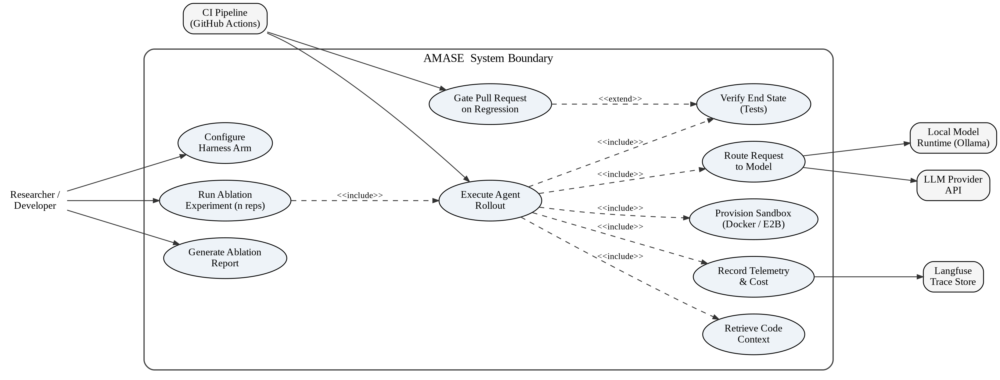 CI Pipeline
(GitHub Actions)
AMASE  System Boundary
Gate Pull Request
on Regression
<<extend>>
Verify End State
(Tests)
Configure
Harness Arm
<<include>>
Route Request
to Model
Local Model
Runtime (Ollama)
<<include>>
LLM Provider
API
Researcher /
Developer
Run Ablation
Experiment (n reps)
<<include>>
Execute Agent
Rollout
<<include>>
Provision Sandbox
(Docker / E2B)
<<include>>
Generate Ablation
Report
<<include>>
Record Telemetry
& Cost
Langfuse
Trace Store
Retrieve Code
Context